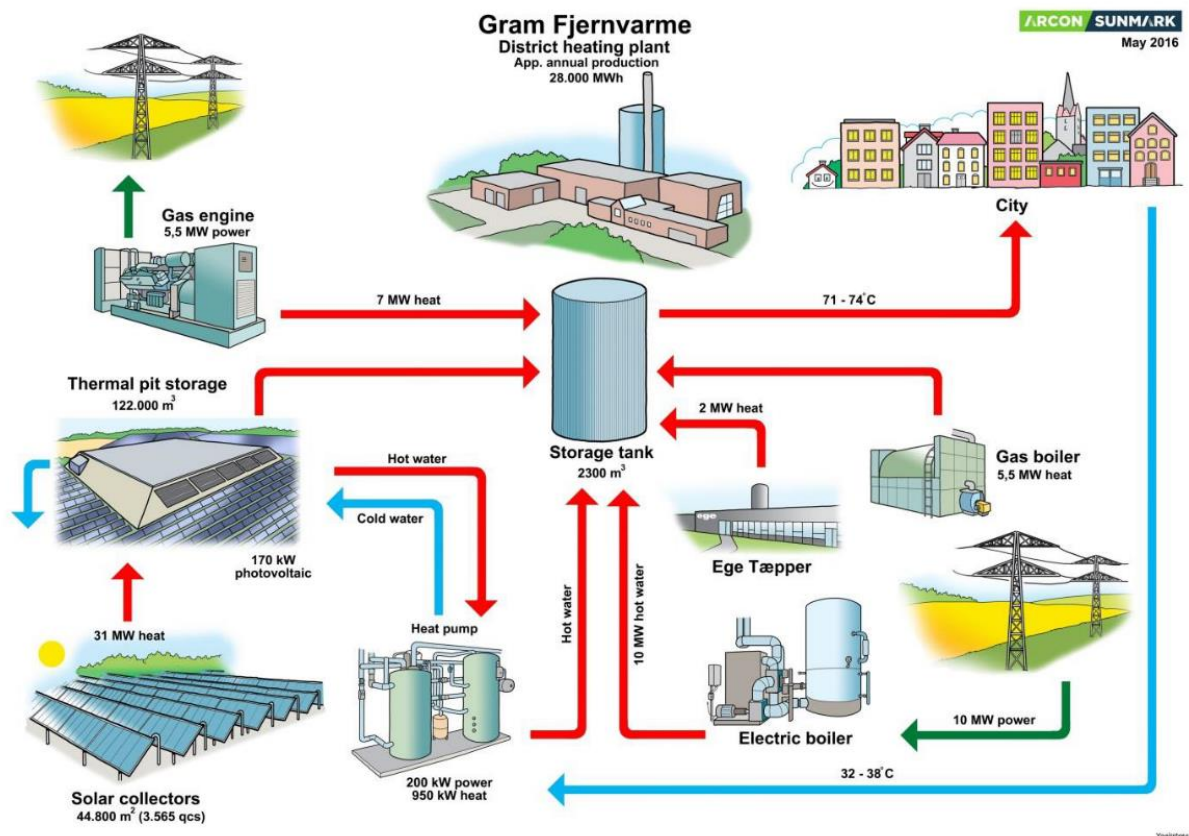 Gram Fjernvarme
District heating plant
App. annual production
28.000 MWh
ARCON SUNMARK
May 2016
Gas engine
5,5 MW power
7 MW heat
71 - 74°C
City
Thermal pit storage
122.000 m³
Storage tank
2300 m³
2 MW heat
Gas boiler
5,5 MW heat
Hot water
Cold water
170 kW
photovoltaic
ege
Ege Tæpper
31 MW heat
Heat pump
Hot water
10 MW hot water
Electric boiler
10 MW power
32 - 38°C
200 kW power
950 kW heat
Solar collectors
44.800 m² (3.565 qcs)